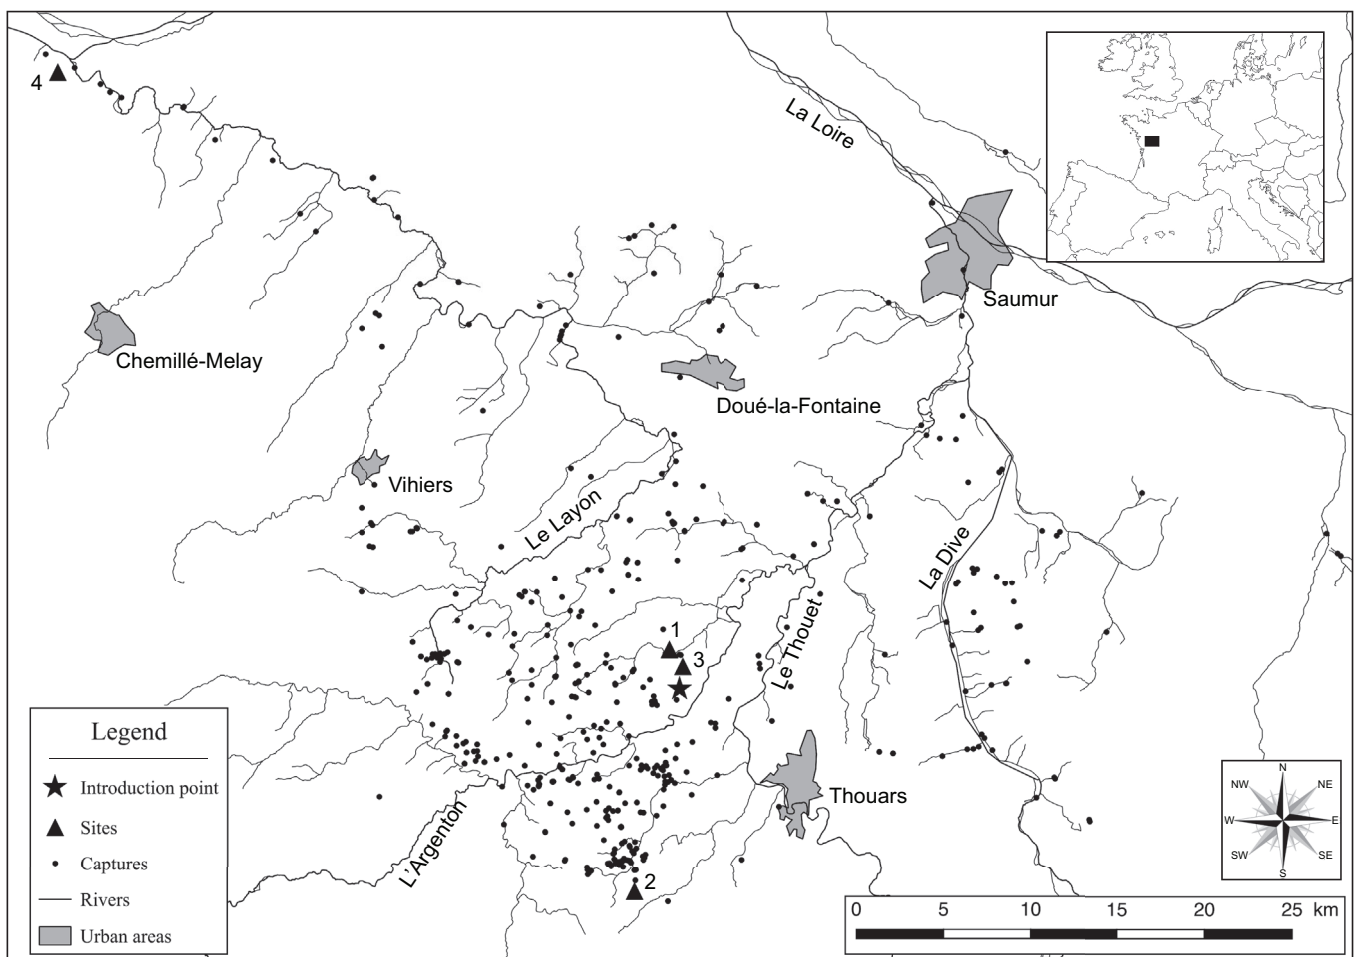 4
La Loire
Saumur
Chemillé-Melay
Doué-la-Fontaine
Vihiers
Le Layon
La Dive
Le Thouet
1
3
Thouars
L'Argenton
2
Legend
Introduction point
Sites
Captures
Rivers
Urban areas
N
NW
NE
W
E
SW
SE
S
0 5 10 15 20 25 km